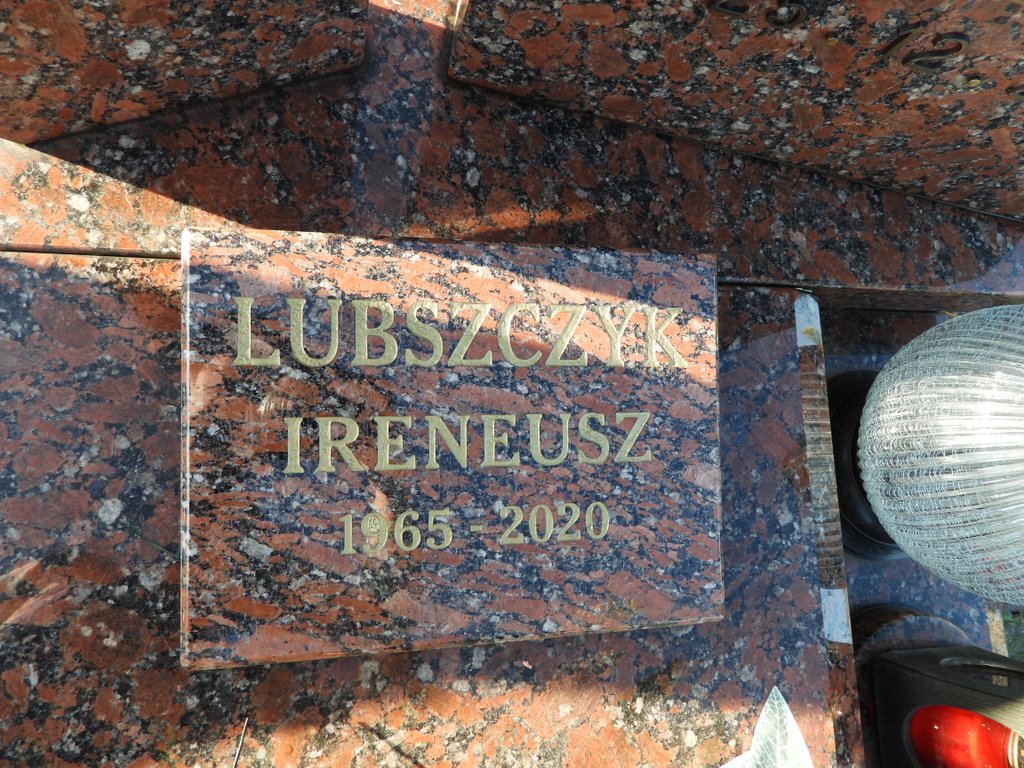 LUBSZCZYK
IRENEUSZ
1965 - 2020